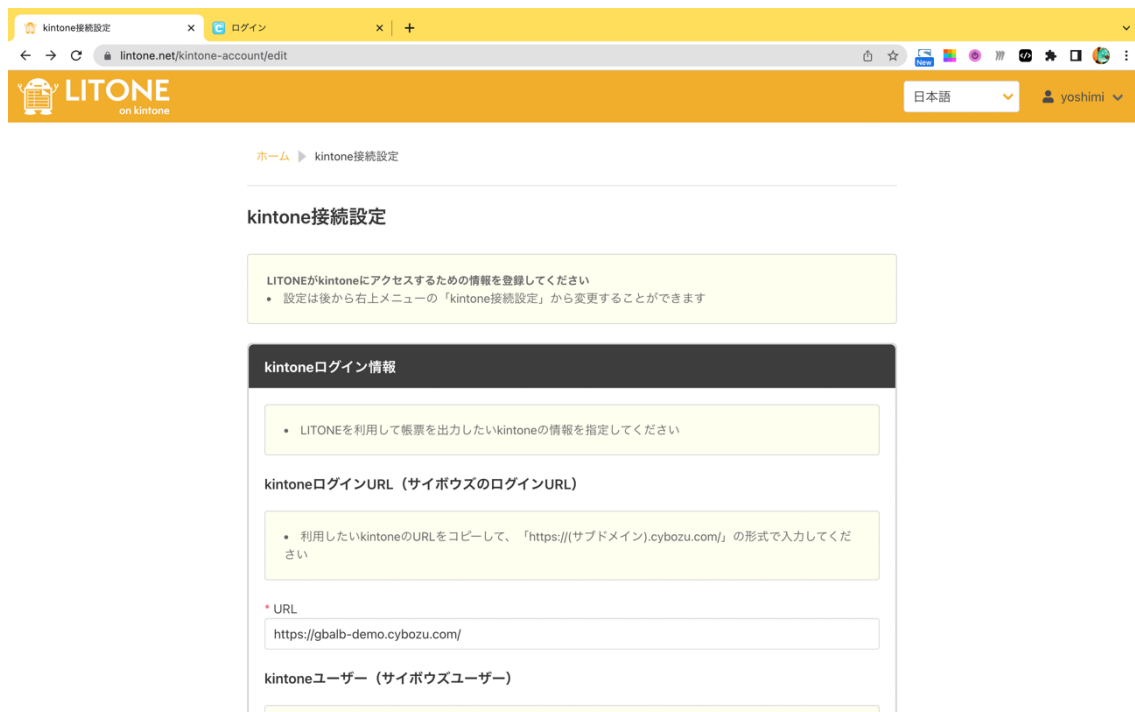 kintone接続設定
ログイン
lintone.net/kintone-account/edit
New
LITONE
on kintone
日本語
yoshimi
ホーム
kintone接続設定
kintone接続設定
LITONEがkintoneにアクセスするための情報を登録してください
• 設定は後から右上メニューの「kintone接続設定」から変更することができます
kintoneログイン情報
• LITONEを利用して帳票を出力したいkintoneの情報を指定してください
kintoneログインURL（サイボウズのログインURL）
• 利用したいkintoneのURLをコピーして、「https://(サブドメイン).cybozu.com/」の形式で入力してくだ
さい
* URL
https://gbalb-demo.cybozu.com/
kintoneユーザー（サイボウズユーザー）